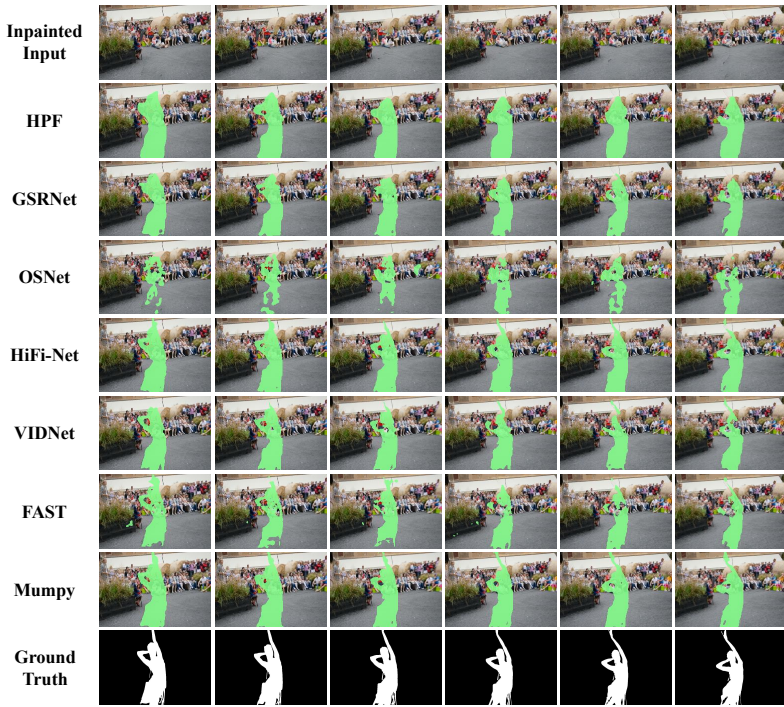 Inpainted
Input
HPF
GSRNet
OSNet
HiFi-Net
VIDNet
FAST
Mumpy
Ground
Truth